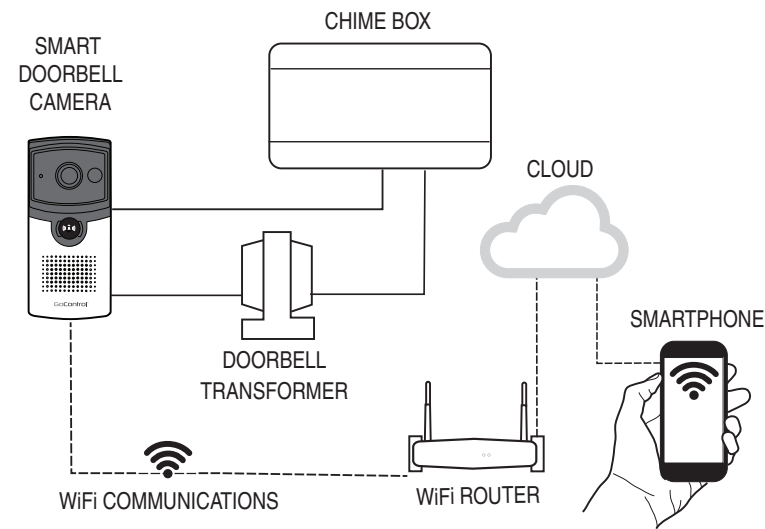 CHIME BOX
SMART
DOORBELL
CAMERA
CLOUD
GoControl
SMARTPHONE
DOORBELL
TRANSFORMER
WiFi COMMUNICATIONS
WiFi ROUTER